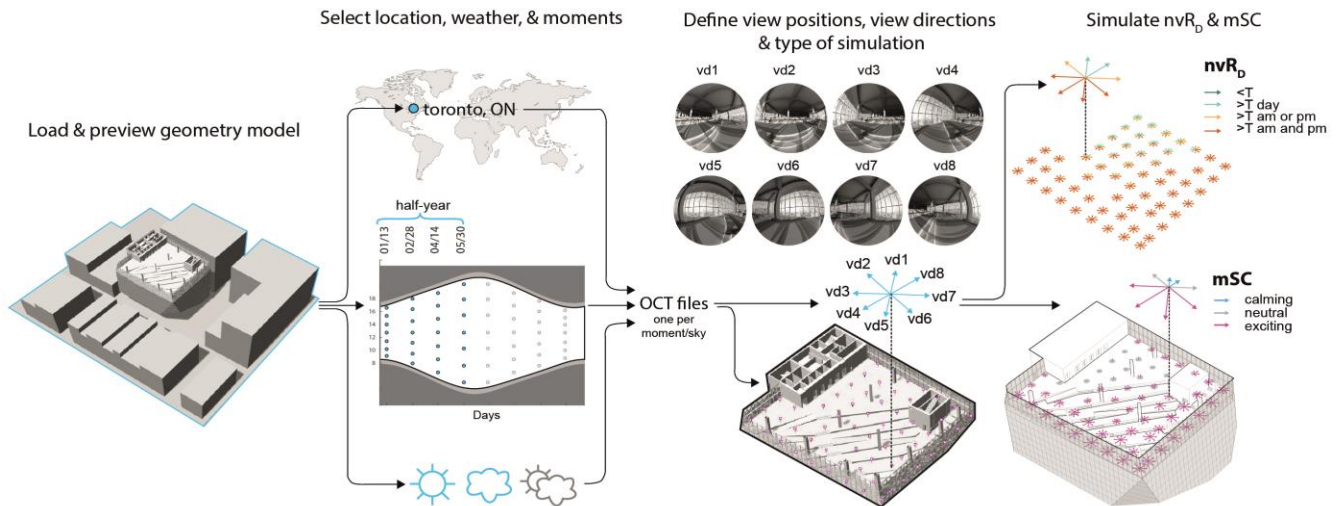 Load & preview geometry model
Select location, weather, & moments
toronto, ON
half-year
01/13
02/28
04/14
05/30
18
16
14
12
10
8
Days
OCT files
one per
moment/sky
Define view positions, view directions
& type of simulation
vd1 vd2 vd3 vd4
vd5 vd6 vd7 vd8
vd1
vd2
vd8
vd3
vd7
vd4
vd5
vd6
Simulate nvR_D & mSC
nvR_D
<T
>T day
>T am or pm
>T am and pm
mSC
calming
neutral
exciting